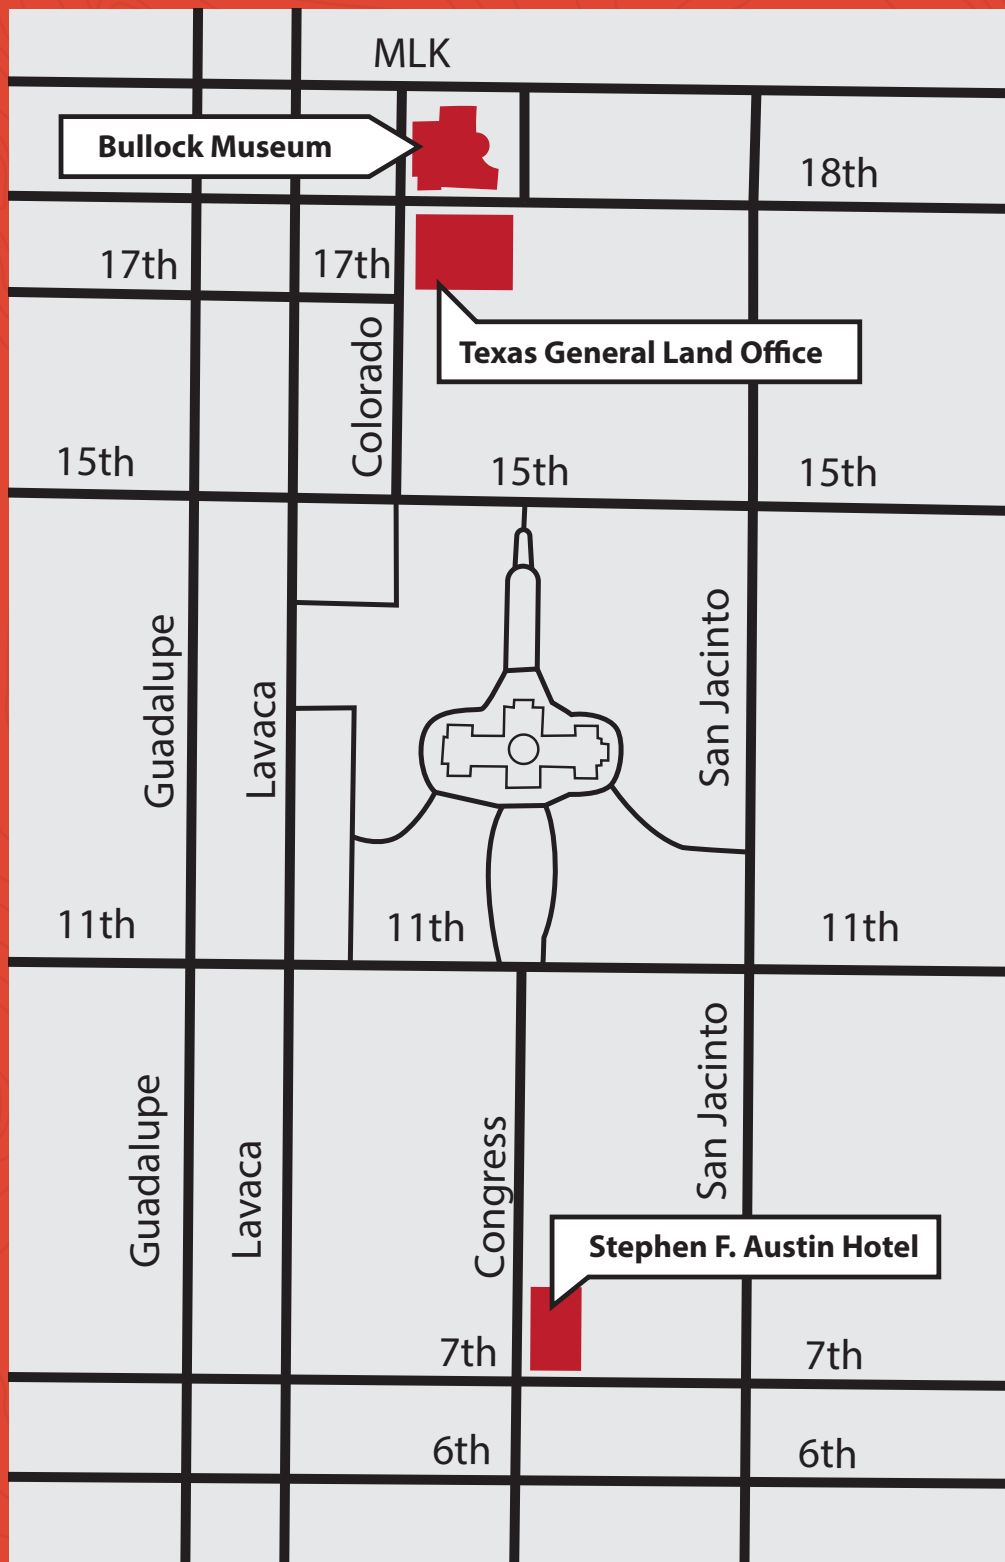 MLK
Bullock Museum
18th
17th
17th
Texas General Land Office
Colorado
15th
15th
15th
Guadalupe
Lavaca
San Jacinto
11th
11th
11th
Guadalupe
Lavaca
Congress
San Jacinto
Stephen F. Austin Hotel
7th
7th
6th
6th